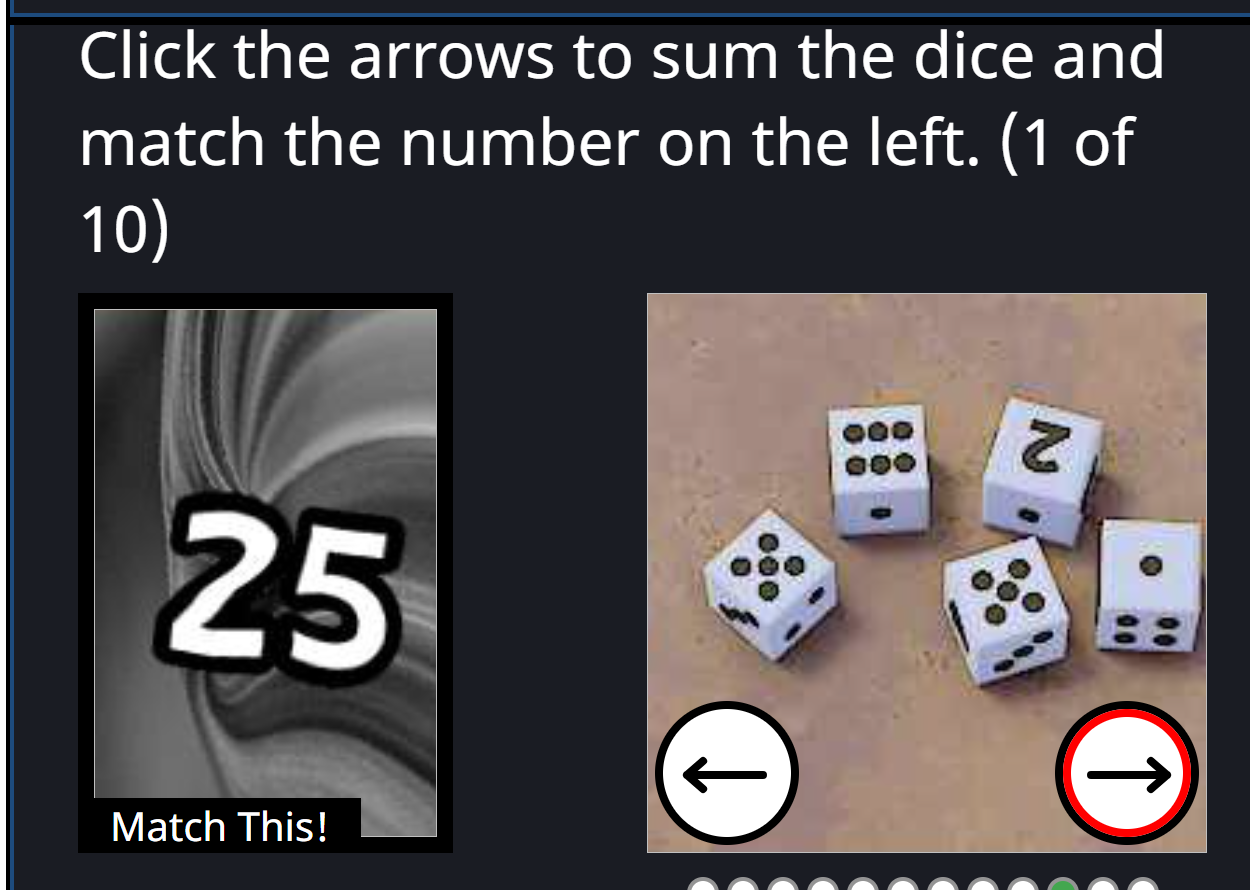 Click the arrows to sum the dice and
match the number on the left. (1 of
10)
25
2
Match This!